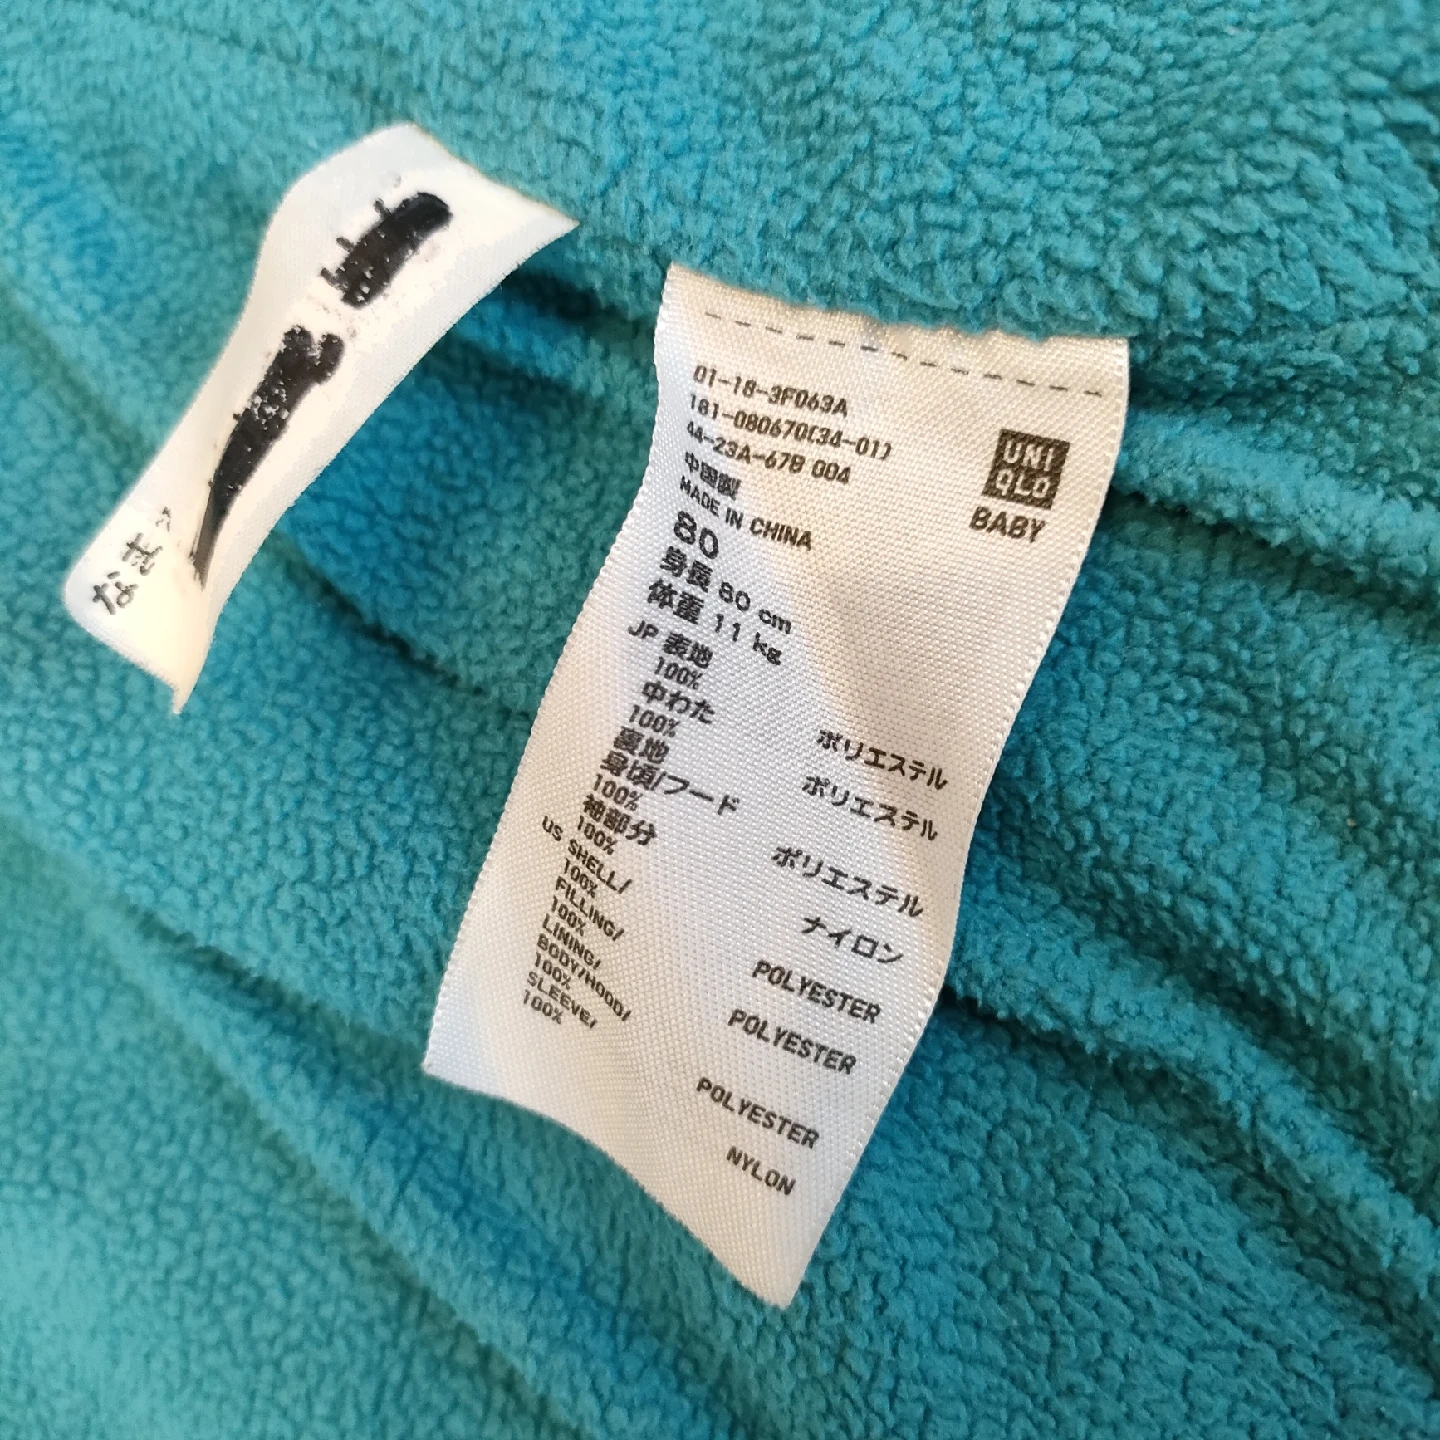 なまえ
01-18-3F063A
181-080670(34-01)
44-23A-67B 004
中国製
MADE IN CHINA
UNI
QLO
BABY
80
身長 80 cm
体重 11 kg
JP 表地
100% ポリエステル
中わた
100% ポリエステル
裏地
身頃/フード
100% ポリエステル
袖部分
100% ナイロン
US SHELL/
100% POLYESTER
FILLING/
100% POLYESTER
LINING/
BODY/HOOD/
100% POLYESTER
SLEEVE/
100% NYLON